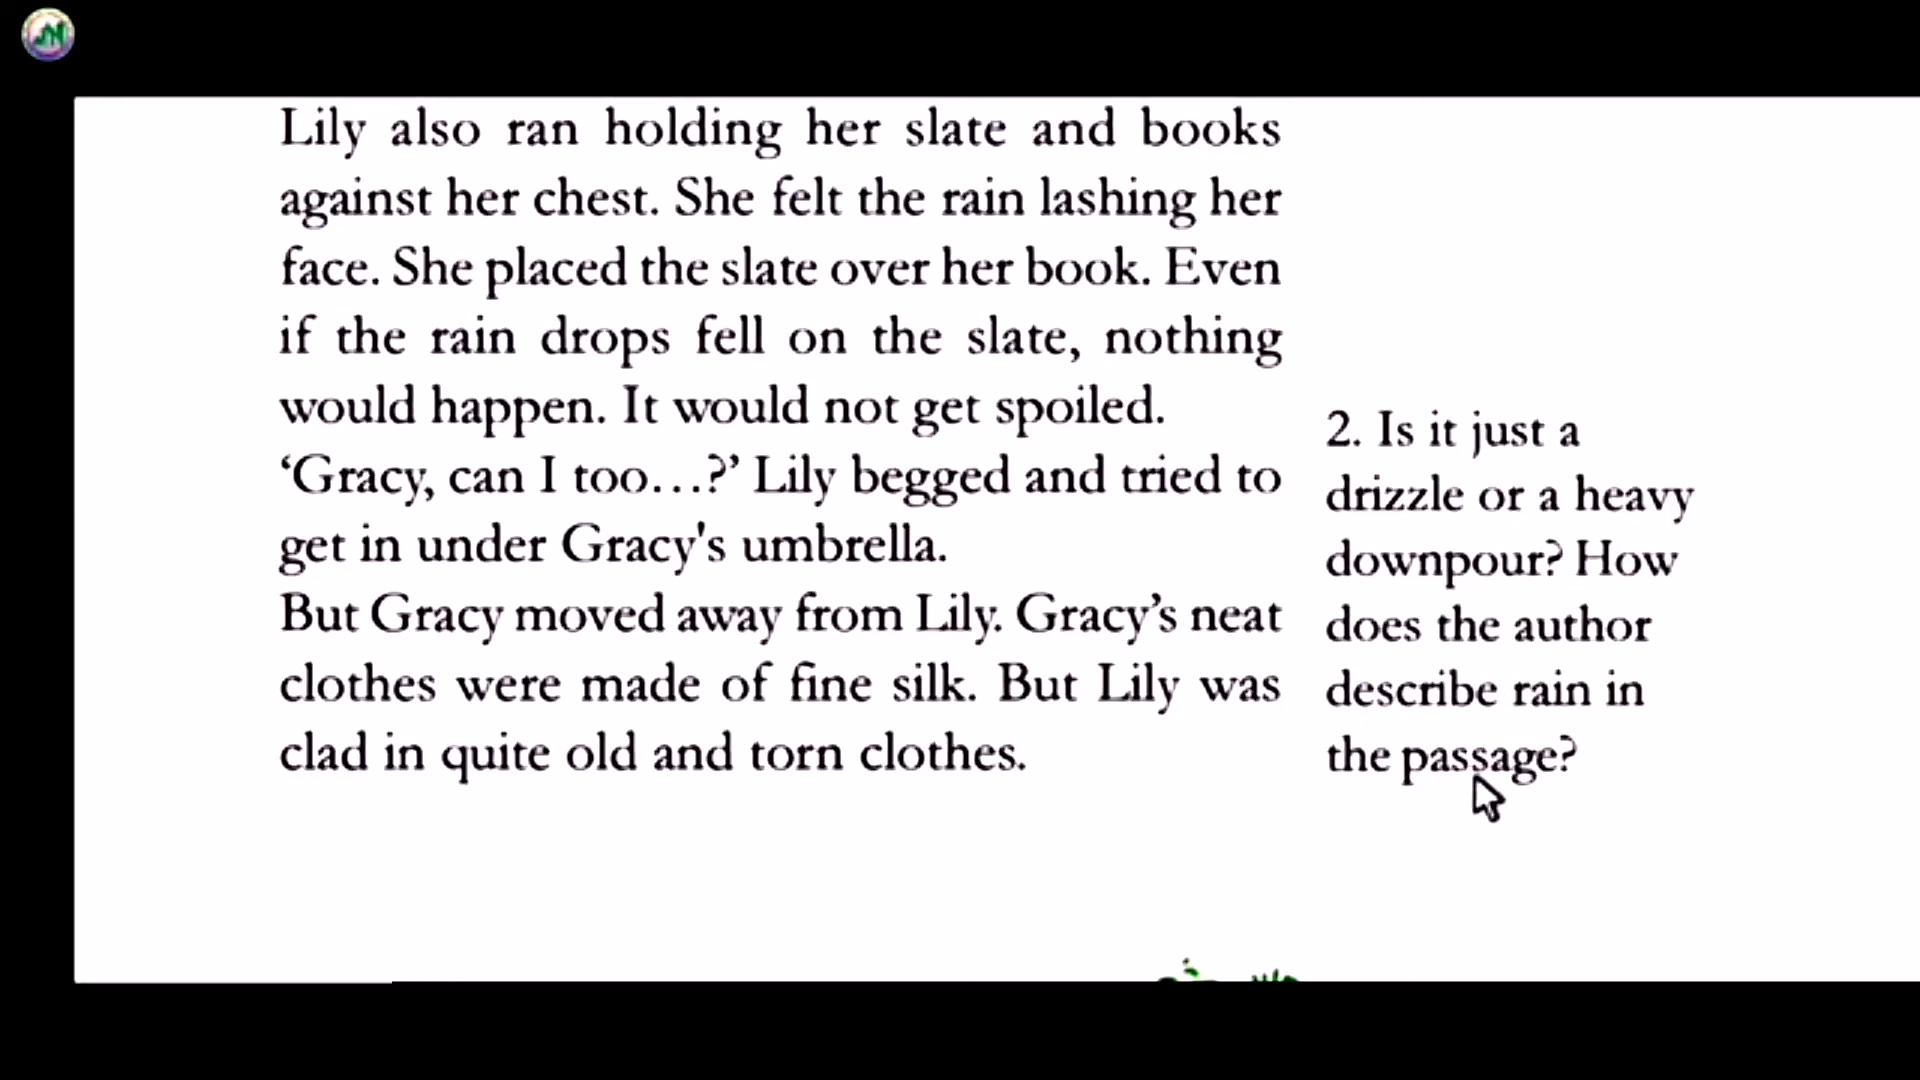 Lily also ran holding her slate and books
against her chest. She felt the rain lashing her
face. She placed the slate over her book. Even
if the rain drops fell on the slate, nothing
would happen. It would not get spoiled.
‘Gracy, can I too...?’ Lily begged and tried to
get in under Gracy's umbrella.
But Gracy moved away from Lily. Gracy’s neat
clothes were made of fine silk. But Lily was
clad in quite old and torn clothes.
2. Is it just a
drizzle or a heavy
downpour? How
does the author
describe rain in
the passage?